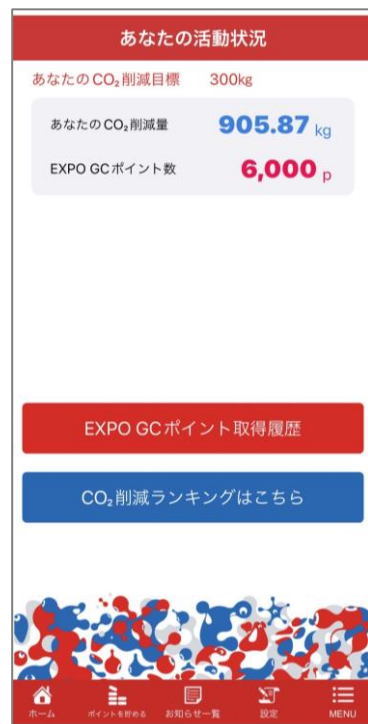 あなたの活動状況
あなたのCO₂削減目標 300kg
あなたのCO₂削減量 905.87 kg
EXPO GCポイント数 6,000 p
EXPO GCポイント取得履歴
CO₂削減ランキングはこちら
ホーム ポイントを貯める お知らせ一覧 設定 MENU